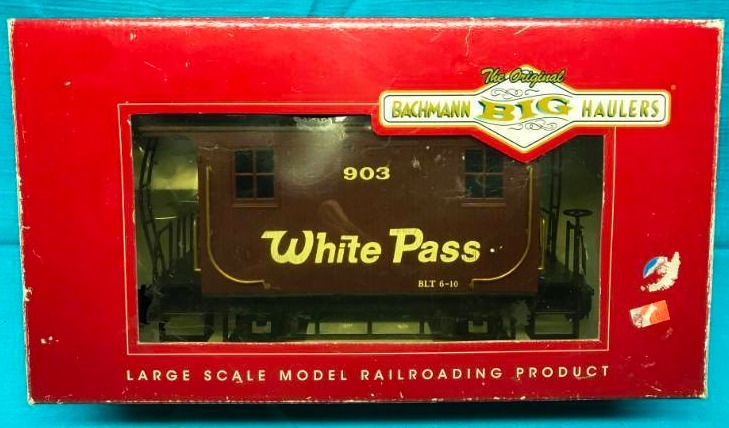 The Original
BACHMANN BIG HAULERS
903
White Pass
BLT 6-10
LARGE SCALE MODEL RAILROADING PRODUCT